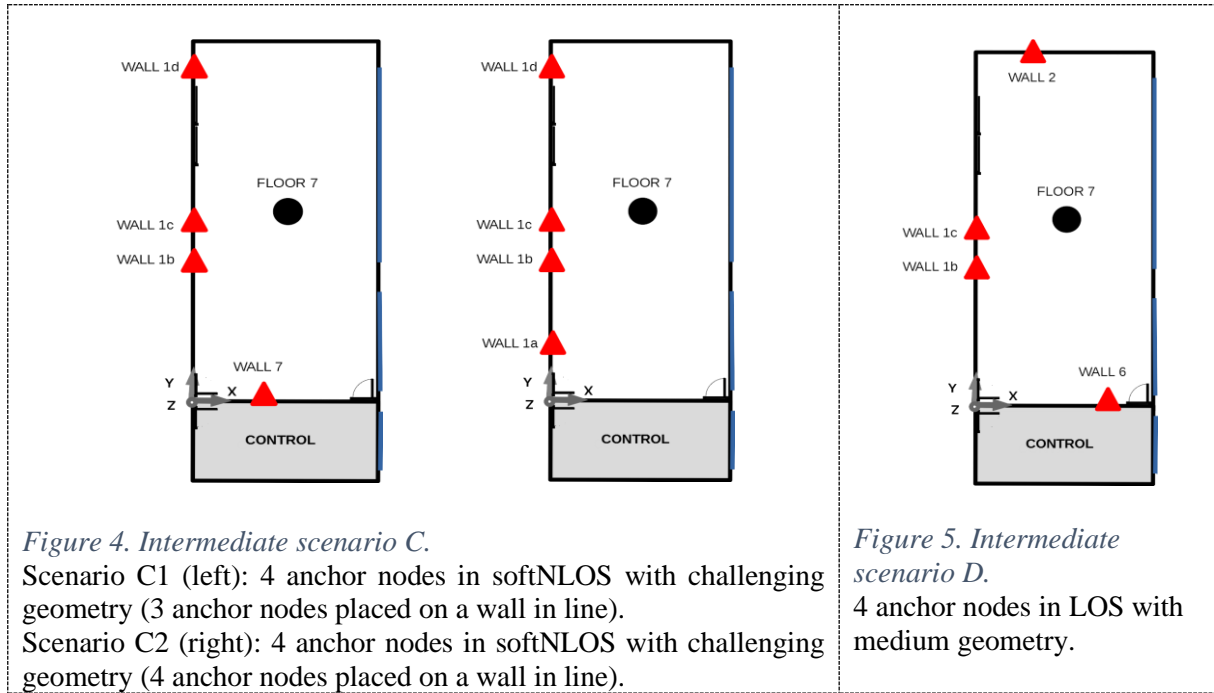 WALL 1d
FLOOR 7
WALL 1c
WALL 1b
WALL 7
Y
X
Z
CONTROL
WALL 1d
FLOOR 7
WALL 1c
WALL 1b
WALL 1a
Y
X
Z
CONTROL
Figure 4. Intermediate scenario C.
Scenario C1 (left): 4 anchor nodes in softNLOS with challenging
geometry (3 anchor nodes placed on a wall in line).
Scenario C2 (right): 4 anchor nodes in softNLOS with challenging
geometry (4 anchor nodes placed on a wall in line).
WALL 2
FLOOR 7
WALL 1c
WALL 1b
WALL 6
Y
X
Z
CONTROL
Figure 5. Intermediate
scenario D.
4 anchor nodes in LOS with
medium geometry.